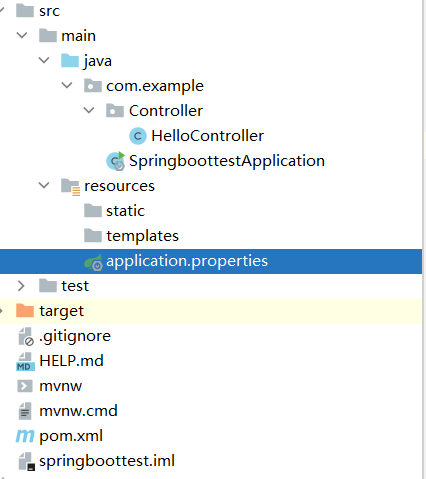 src
main
java
com.example
Controller
HelloController
SpringboottestApplication
resources
static
templates
application.properties
test
target
.gitignore
HELP.md
mvnw
mvnw.cmd
pom.xml
springboottest.iml